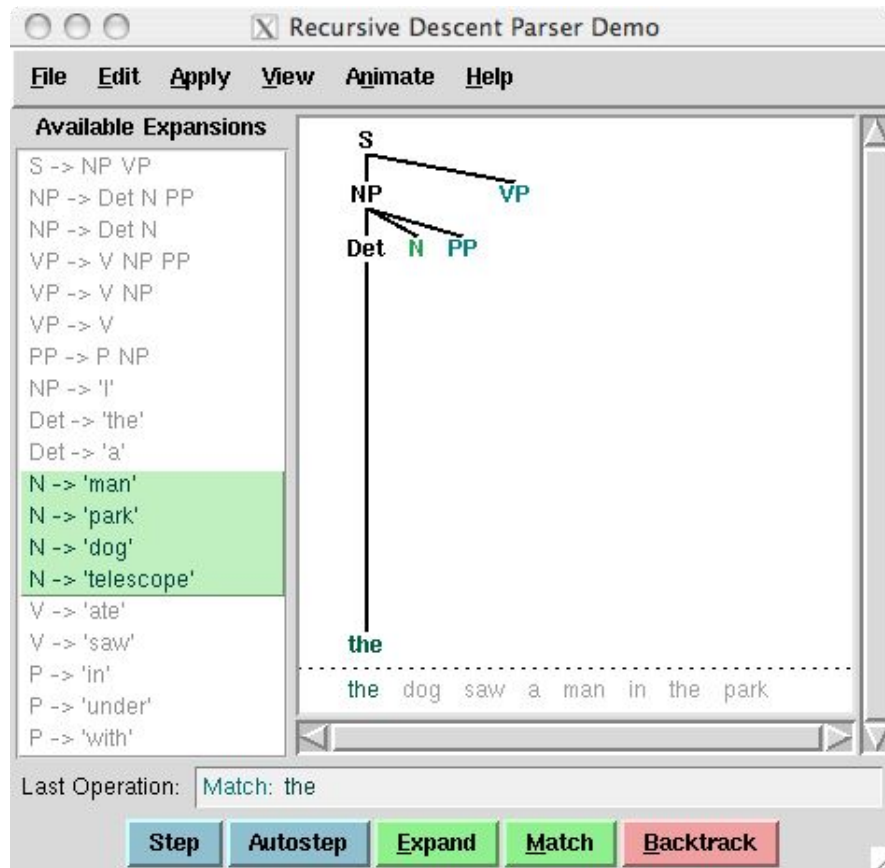 X Recursive Descent Parser Demo
File Edit Apply View Animate Help
Available Expansions
S -> NP VP
NP -> Det N PP
NP -> Det N
VP -> V NP PP
VP -> V NP
VP -> V
PP -> P NP
NP -> 'I'
Det -> 'the'
Det -> 'a'
N -> 'man'
N -> 'park'
N -> 'dog'
N -> 'telescope'
V -> 'ate'
V -> 'saw'
P -> 'in'
P -> 'under'
P -> 'with'
S
NP VP
Det N PP
the
the dog saw a man in the park
Last Operation: Match: the
Step Autostep Expand Match Backtrack